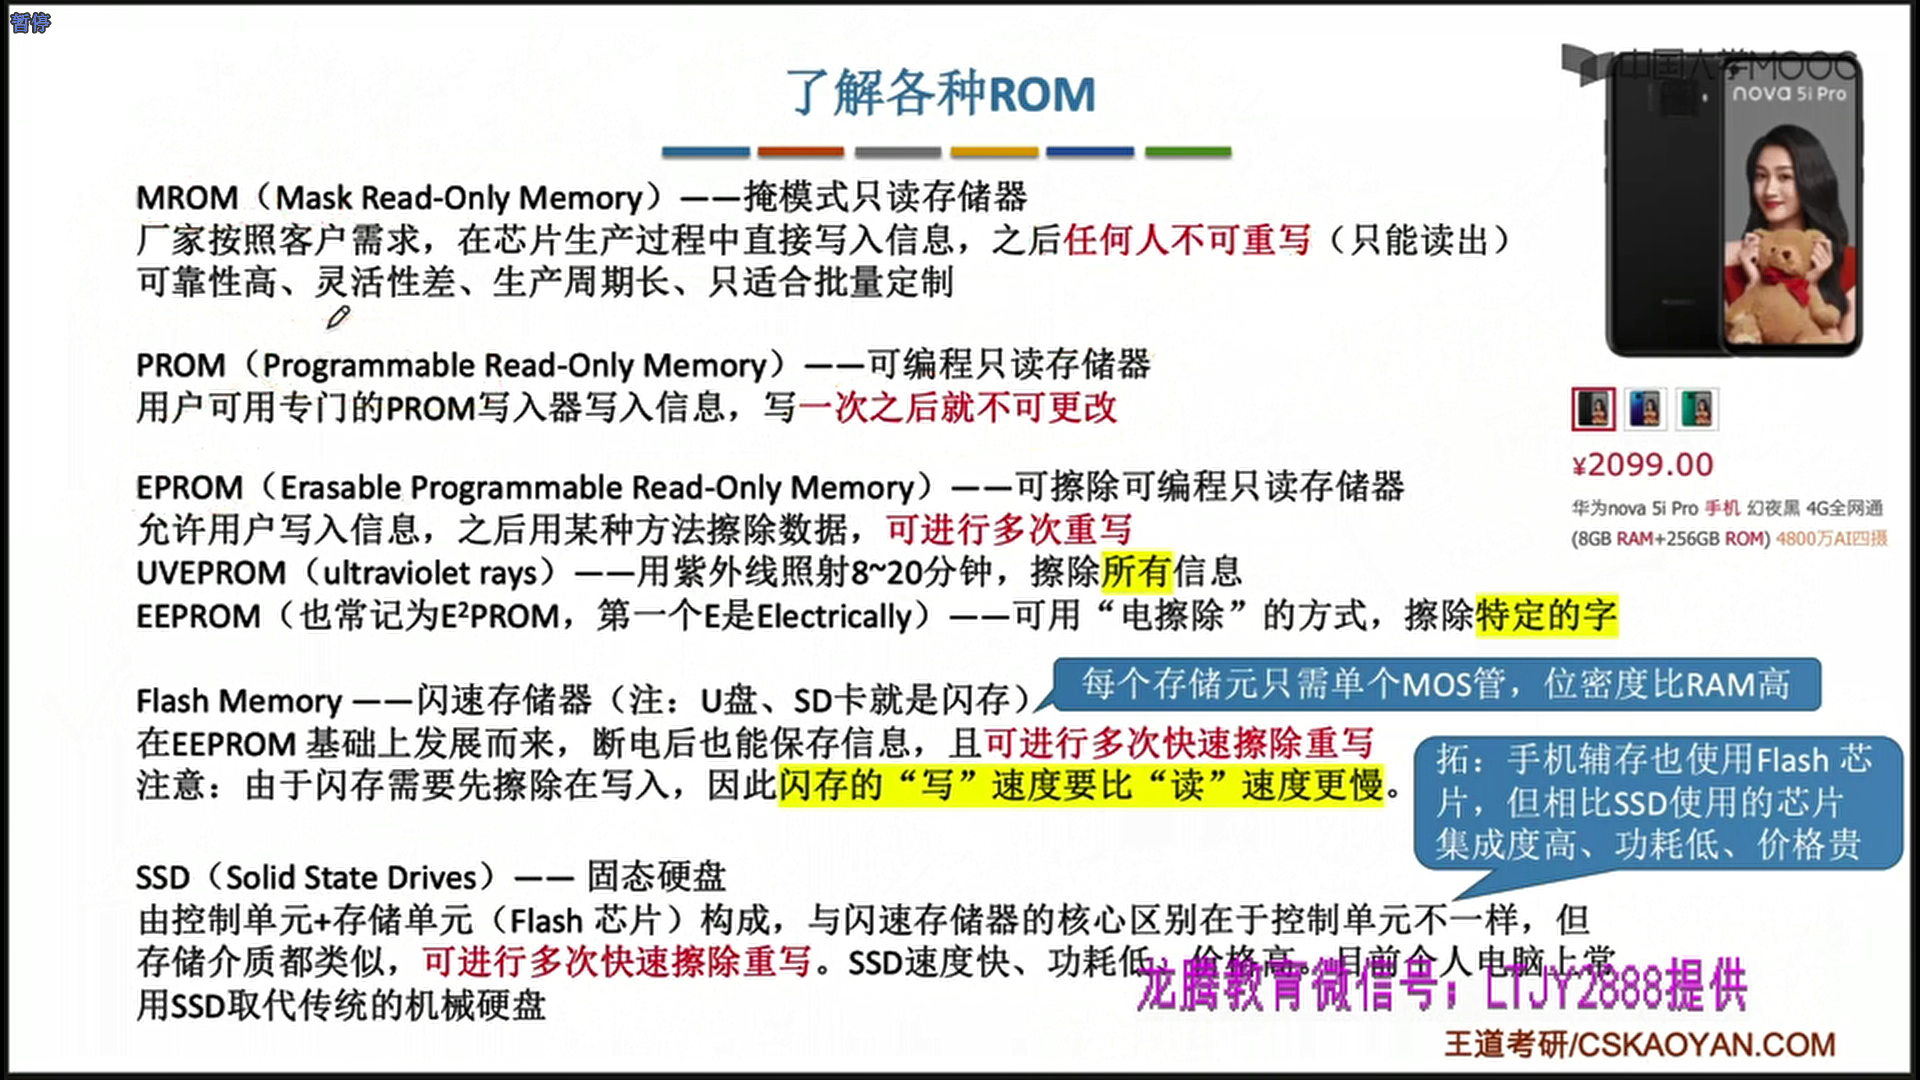 暂停
了解各种ROM
中国大学MOOC
nova 5i Pro
MROM（Mask Read-Only Memory）——掩模式只读存储器
厂家按照客户需求，在芯片生产过程中直接写入信息，之后任何人不可重写（只能读出）
可靠性高、灵活性差、生产周期长、只适合批量定制
PROM（Programmable Read-Only Memory）——可编程只读存储器
用户可用专门的PROM写入器写入信息，写一次之后就不可更改
¥2099.00
华为nova 5i Pro 手机 幻夜黑 4G全网通
(8GB RAM+256GB ROM) 4800万AI四摄
EPROM（Erasable Programmable Read-Only Memory）——可擦除可编程只读存储器
允许用户写入信息，之后用某种方法擦除数据，可进行多次重写
UVEPROM（ultraviolet rays）——用紫外线照射8~20分钟，擦除所有信息
EEPROM（也常记为E²PROM，第一个E是Electrically）——可用“电擦除”的方式，擦除特定的字
Flash Memory ——闪速存储器（注：U盘、SD卡就是闪存）
每个存储元只需单个MOS管，位密度比RAM高
在EEPROM 基础上发展而来，断电后也能保存信息，且可进行多次快速擦除重写
注意：由于闪存需要先擦除在写入，因此闪存的“写”速度要比“读”速度更慢。
拓：手机辅存也使用Flash 芯
片，但相比SSD使用的芯片
集成度高、功耗低、价格贵
SSD（Solid State Drives）—— 固态硬盘
由控制单元+存储单元（Flash 芯片）构成，与闪速存储器的核心区别在于控制单元不一样，但
存储介质都类似，可进行多次快速擦除重写。SSD速度快、功耗低、价格高。目前个人电脑上常
用SSD取代传统的机械硬盘
龙腾教育微信号：LTJY2888提供
王道考研/CSKAOYAN.COM